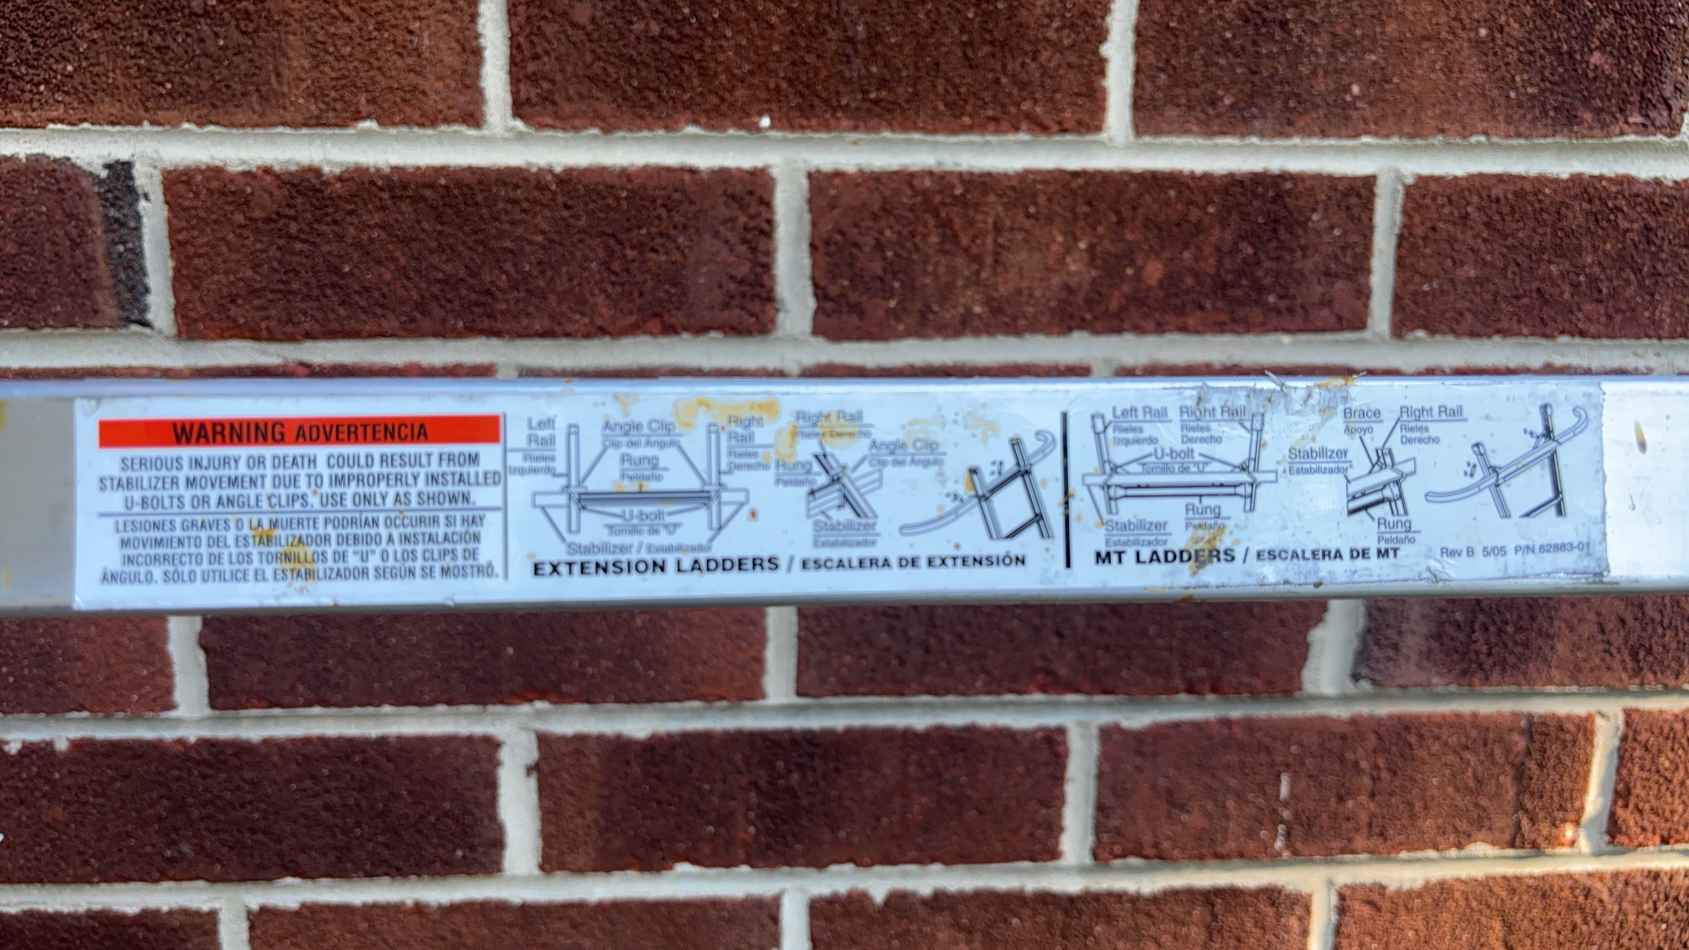 WARNING ADVERTENCIA
SERIOUS INJURY OR DEATH COULD RESULT FROM
STABILIZER MOVEMENT DUE TO IMPROPERLY INSTALLED
U-BOLTS OR ANGLE CLIPS. USE ONLY AS SHOWN.
LESIONES GRAVES O LA MUERTE PODRÍAN OCCURIR SI HAY
MOVIMIENTO DEL ESTABILIZADOR DEBIDO A INSTALACIÓN
INCORRECTO DE LOS TORNILLOS DE "U" O LOS CLIPS DE
ÁNGULO. SÓLO UTILICE EL ESTABILIZADOR SEGÚN SE MOSTRÓ.
Left
Rail
Rieles
Izquierdo
Angle Clip
Clip del Angulo
Rung
Peldaño
Right
Rail
Rieles
Derecho
U-bolt
Tornillo de "U"
Stabilizer / Estabilizador
Right Rail
Rieles Derecho
Angle Clip
Clip del Angulo
Rung
Peldaño
Stabilizer
Estabilizador
EXTENSION LADDERS / ESCALERA DE EXTENSIÓN
Left Rail
Rieles
Izquierdo
Right Rail
Rieles
Derecho
U-bolt
Tornillo de "U"
Stabilizer
Estabilizador
Rung
Peldaño
Brace
Apoyo
Right Rail
Rieles
Derecho
Stabilizer
Estabilizador
Rung
Peldaño
MT LADDERS / ESCALERA DE MT
Rev B 5/05 P/N 62883-01